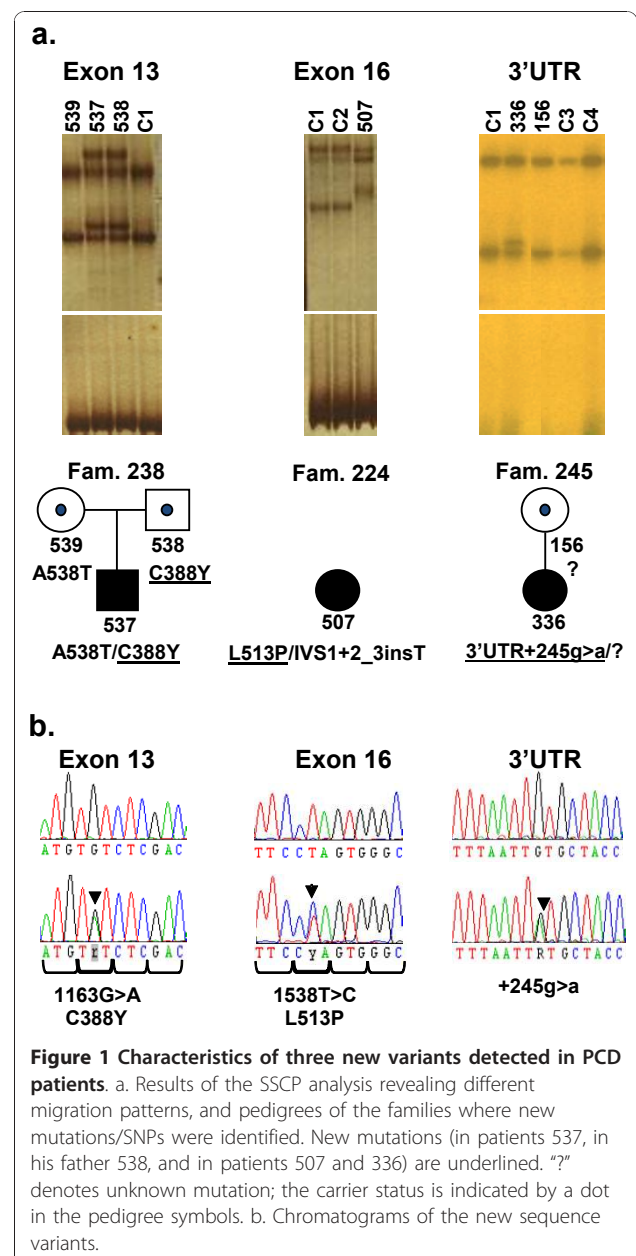 a.
Exon 13 Exon 16 3'UTR
539 537 538 C1 C1 C2 507 C1 336 156 C3 C4
Fam. 238 Fam. 224 Fam. 245
539 538 156
A538T C388Y ?
537 507 336
A538T/C388Y L513P/IVS1+2_3insT 3'UTR+245g>a/?
b.
Exon 13 Exon 16 3'UTR
ATGTGTCTCGAC TTCCTAGTGGGC TTTAATTGTGCTACC
ATGTrTCTCGAC TTCCyAGTGGGC TTTAATTRTGCTACC
1163G>A 1538T>C +245g>a
C388Y L513P
Figure 1 Characteristics of three new variants detected in PCD
patients. a. Results of the SSCP analysis revealing different
migration patterns, and pedigrees of the families where new
mutations/SNPs were identified. New mutations (in patients 537, in
his father 538, and in patients 507 and 336) are underlined. "?"
denotes unknown mutation; the carrier status is indicated by a dot
in the pedigree symbols. b. Chromatograms of the new sequence
variants.